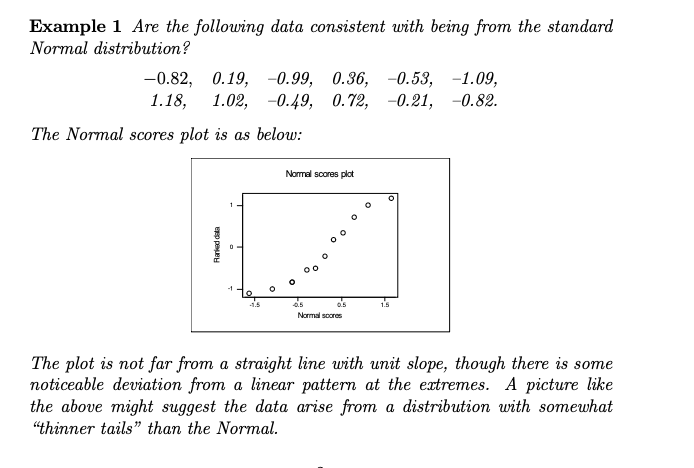 Example 1 Are the following data consistent with being from the standard
Normal distribution?
−0.82, 0.19, −0.99, 0.36, −0.53, −1.09,
1.18, 1.02, −0.49, 0.72, −0.21, −0.82.
The Normal scores plot is as below:
Normal scores plot
1
0
-1
Ranked data
-1.5 -0.5 0.5 1.5
Normal scores
The plot is not far from a straight line with unit slope, though there is some
noticeable deviation from a linear pattern at the extremes. A picture like
the above might suggest the data arise from a distribution with somewhat
“thinner tails” than the Normal.